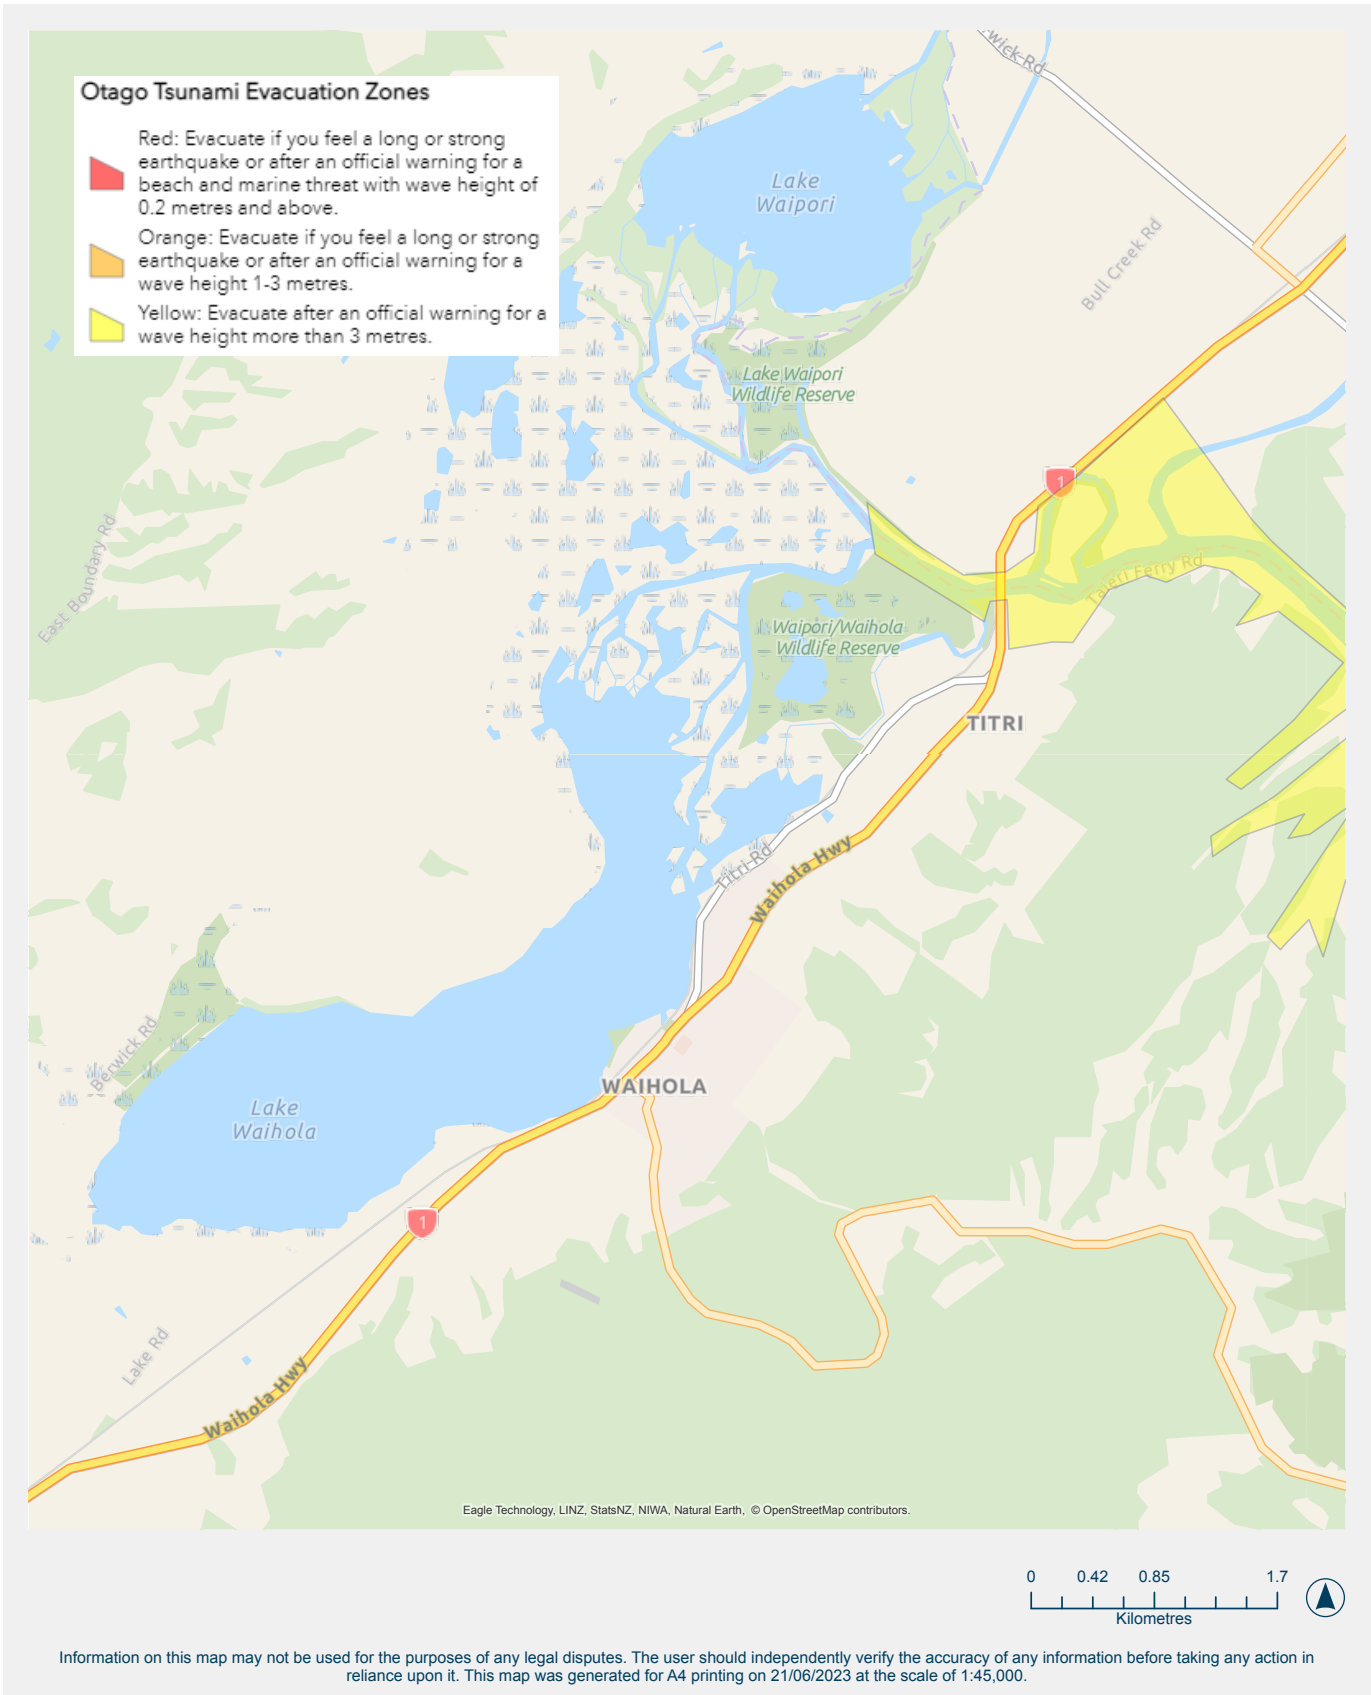 Otago Tsunami Evacuation Zones
Red: Evacuate if you feel a long or strong
earthquake or after an official warning for a
beach and marine threat with wave height of
0.2 metres and above.
Orange: Evacuate if you feel a long or strong
earthquake or after an official warning for a
wave height 1-3 metres.
Yellow: Evacuate after an official warning for a
wave height more than 3 metres.
wick Rd
Lake
Waipori
Bull Creek Rd
Lake Waipori
Wildlife Reserve
1
East Boundary Rd
Taieri Ferry Rd
Waipori/Waihola
Wildlife Reserve
TITRI
Titri Rd
Waihola Hwy
Berwick Rd
WAIHOLA
Lake
Waihola
1
Lake Rd
Waihola Hwy
Eagle Technology, LINZ, StatsNZ, NIWA, Natural Earth, © OpenStreetMap contributors.
0 0.42 0.85 1.7
Kilometres
Information on this map may not be used for the purposes of any legal disputes. The user should independently verify the accuracy of any information before taking any action in
reliance upon it. This map was generated for A4 printing on 21/06/2023 at the scale of 1:45,000.